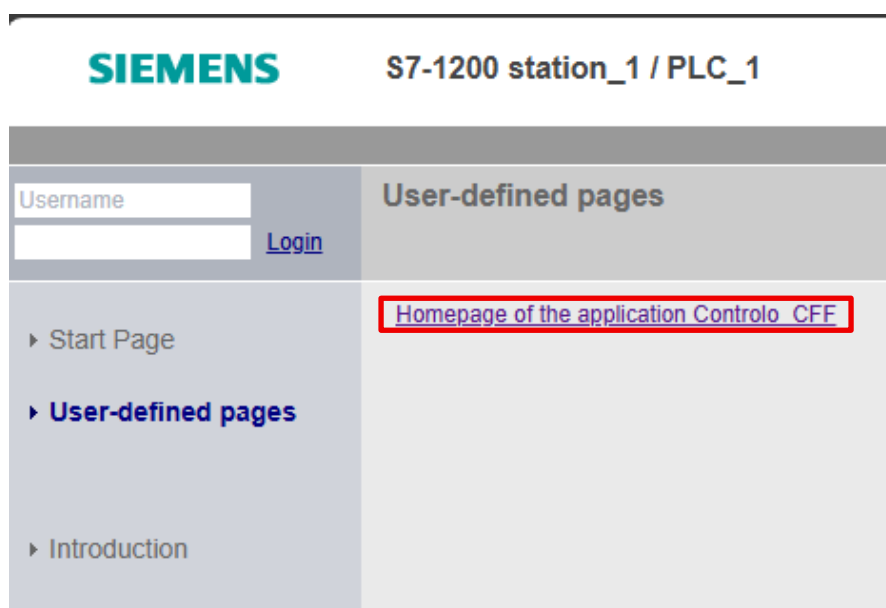 SIEMENS
S7-1200 station_1 / PLC_1
Username
Login
User-defined pages
Start Page
User-defined pages
Introduction
Homepage of the application Controlo_CFF